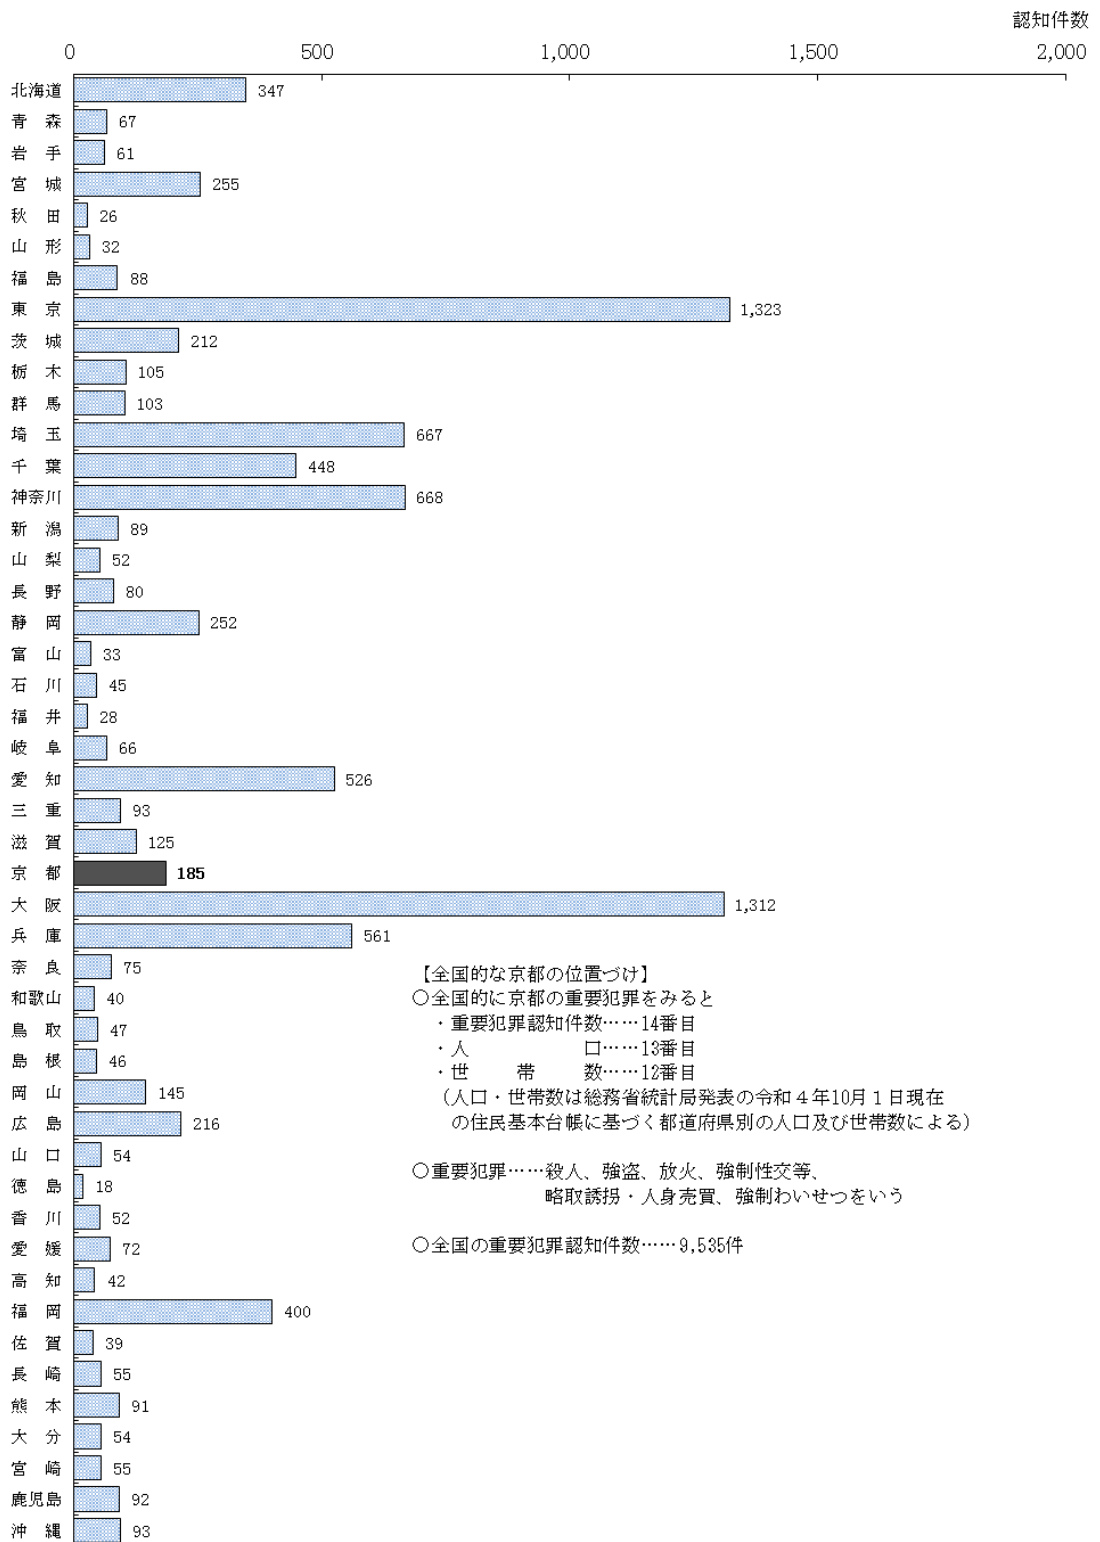 認知件数
0 500 1,000 1,500 2,000
北海道 347
青 森 67
岩 手 61
宮 城 255
秋 田 26
山 形 32
福 島 88
東 京 1,323
茨 城 212
栃 木 105
群 馬 103
埼 玉 667
千 葉 448
神奈川 668
新 潟 89
山 梨 52
長 野 80
静 岡 252
富 山 33
石 川 45
福 井 28
岐 阜 66
愛 知 526
三 重 93
滋 賀 125
京 都 185
大 阪 1,312
兵 庫 561
奈 良 75
和歌山 40
鳥 取 47
島 根 46
岡 山 145
広 島 216
山 口 54
徳 島 18
香 川 52
愛 媛 72
高 知 42
福 岡 400
佐 賀 39
長 崎 55
熊 本 91
大 分 54
宮 崎 55
鹿児島 92
沖 縄 93
【全国的な京都の位置づけ】
○全国的に京都の重要犯罪をみると
・重要犯罪認知件数……14番目
・人　　　　　　口……13番目
・世　　帯　　数……12番目
（人口・世帯数は総務省統計局発表の令和４年10月１日現在
の住民基本台帳に基づく都道府県別の人口及び世帯数による）
○重要犯罪……殺人、強盗、放火、強制性交等、
略取誘拐・人身売買、強制わいせつをいう
○全国の重要犯罪認知件数……9,535件